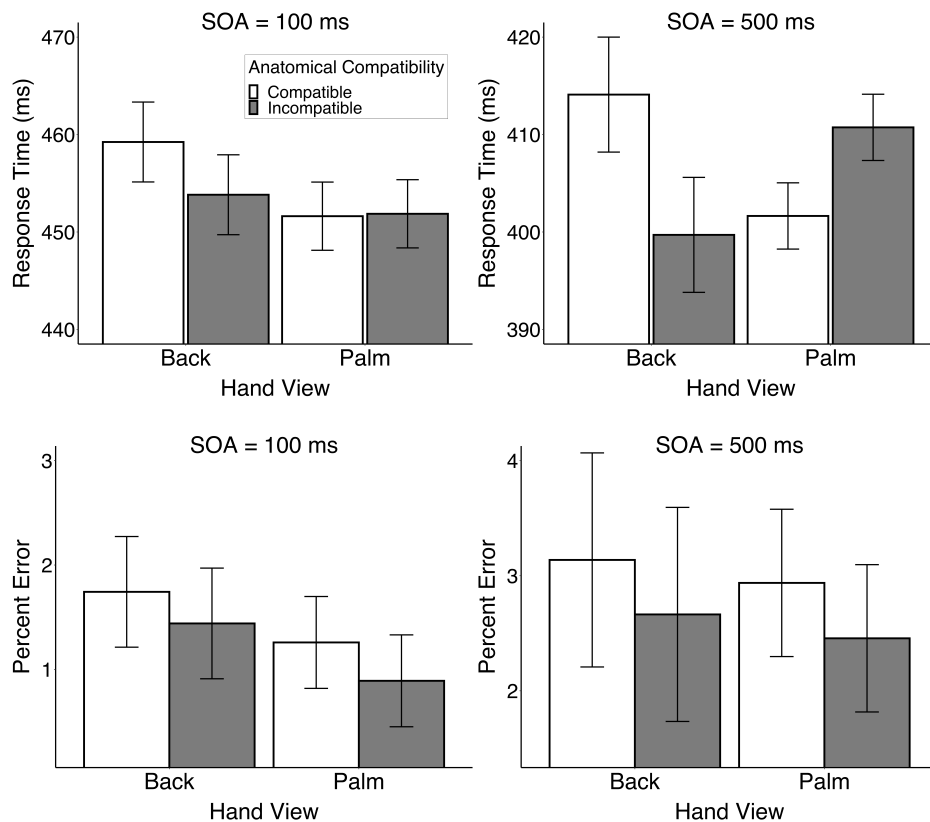 SOA = 100 ms
Response Time (ms)
470
460
450
440
Anatomical Compatibility
Compatible
Incompatible
Back Palm
Hand View
SOA = 500 ms
Response Time (ms)
420
410
400
390
Back Palm
Hand View
SOA = 100 ms
Percent Error
3
2
1
Back Palm
Hand View
SOA = 500 ms
Percent Error
4
3
2
Back Palm
Hand View